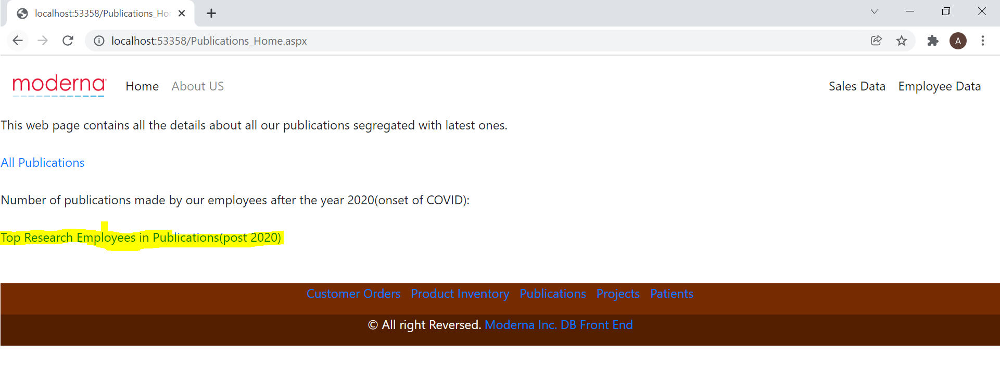 localhost:53358/Publications_Hor
localhost:53358/Publications_Home.aspx
A
moderna
Home About US Sales Data Employee Data
This web page contains all the details about all our publications segregated with latest ones.
All Publications
Number of publications made by our employees after the year 2020(onset of COVID):
Top Research Employees in Publications(post 2020)
Customer Orders Product Inventory Publications Projects Patients
© All right Reversed. Moderna Inc. DB Front End